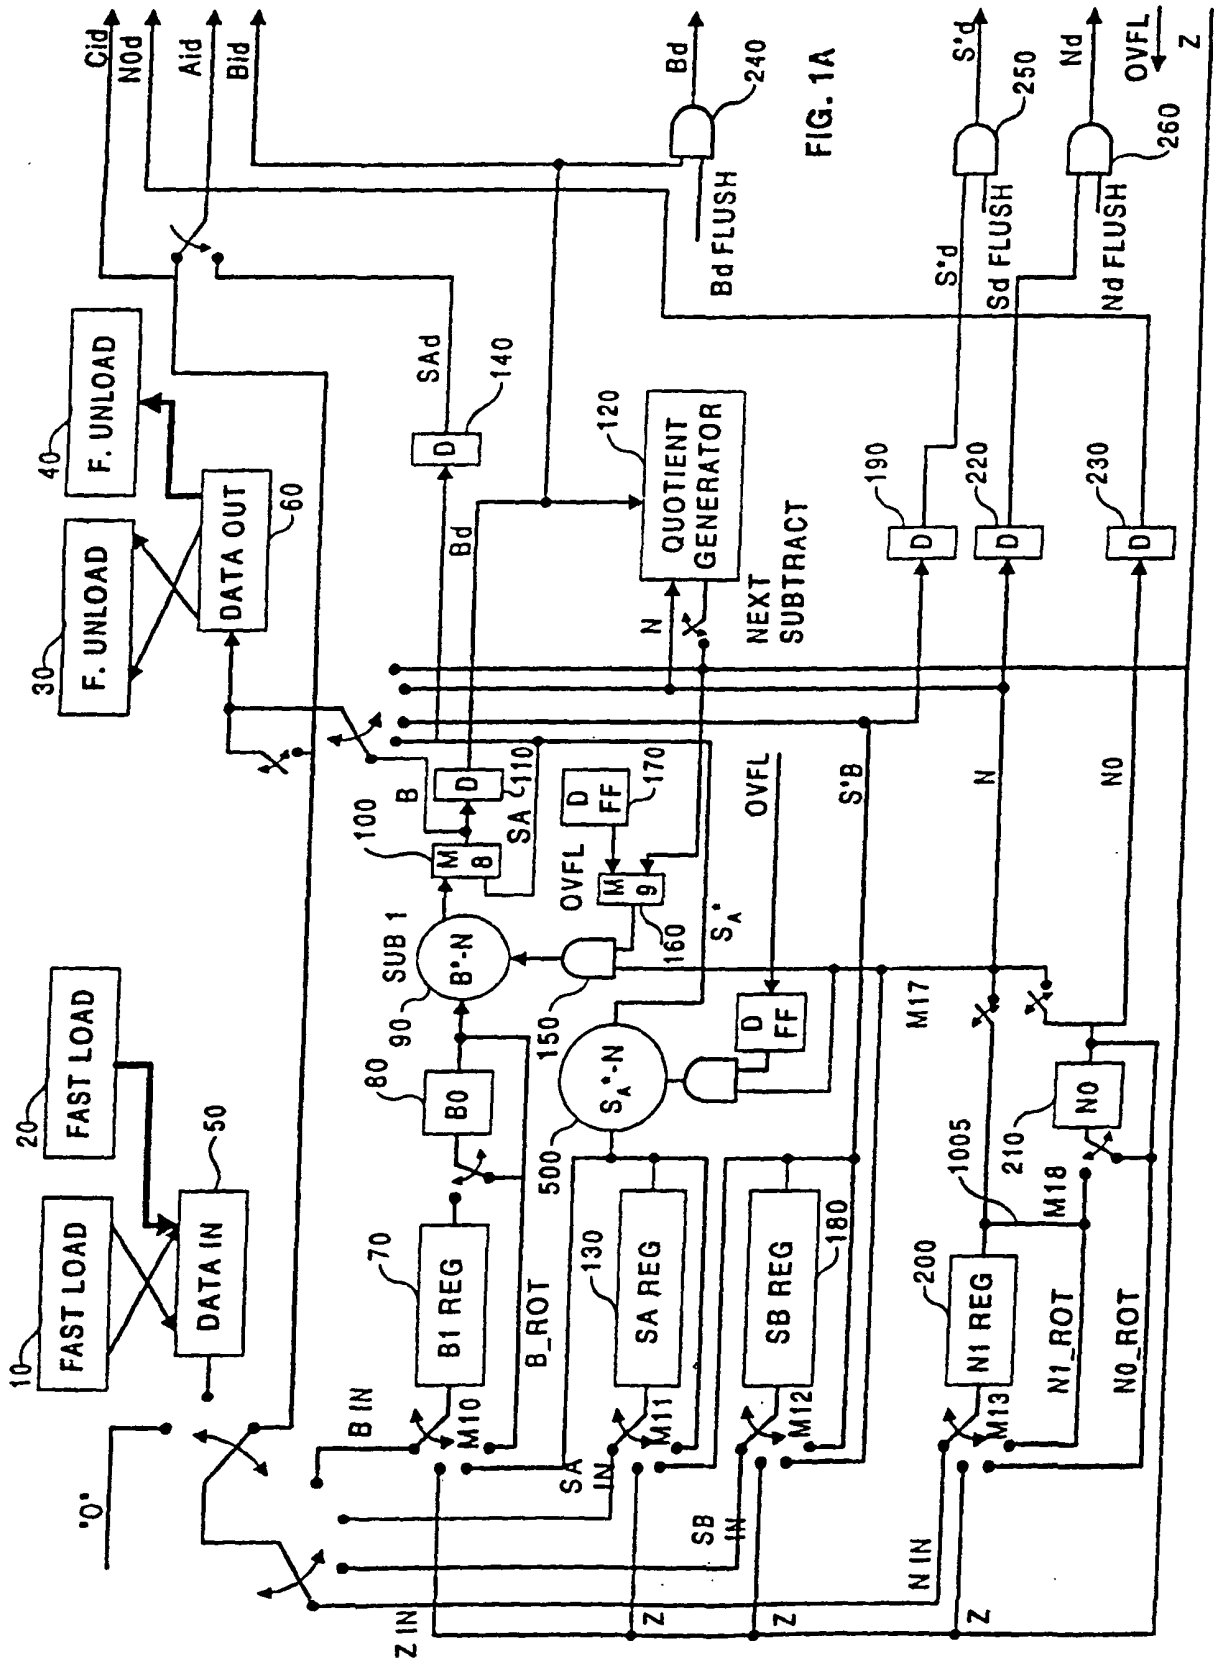 Cid
N0d
Aid
Bid
Bd
240
FIG. 1A
Bd FLUSH
S*d
250
Nd
OVFL
260
Z
S*d
Sd FLUSH
Nd FLUSH
40
F. UNLOAD
30
F. UNLOAD
DATA OUT
60
SAd
D
140
Bd
120
QUOTIENT
GENERATOR
N
NEXT
SUBTRACT
190
D
220
D
230
D
20
FAST LOAD
10
FAST LOAD
50
DATA IN
"0"
B
D
110
SA
100
M
8
SUB 1
90
B*-N
80
B0
70
B1 REG
B IN
M10
B_ROT
Z IN
OVFL
D
FF
170
M
9
160
150
SA*
500
SA*-N
D
FF
OVFL
130
SA REG
SA
IN
M11
Z
S*B
180
SB REG
SB
IN
M12
Z
N
N0
M17
200
N1 REG
1005
210
N0
M18
N IN
M13
N1_ROT
N0_ROT
Z